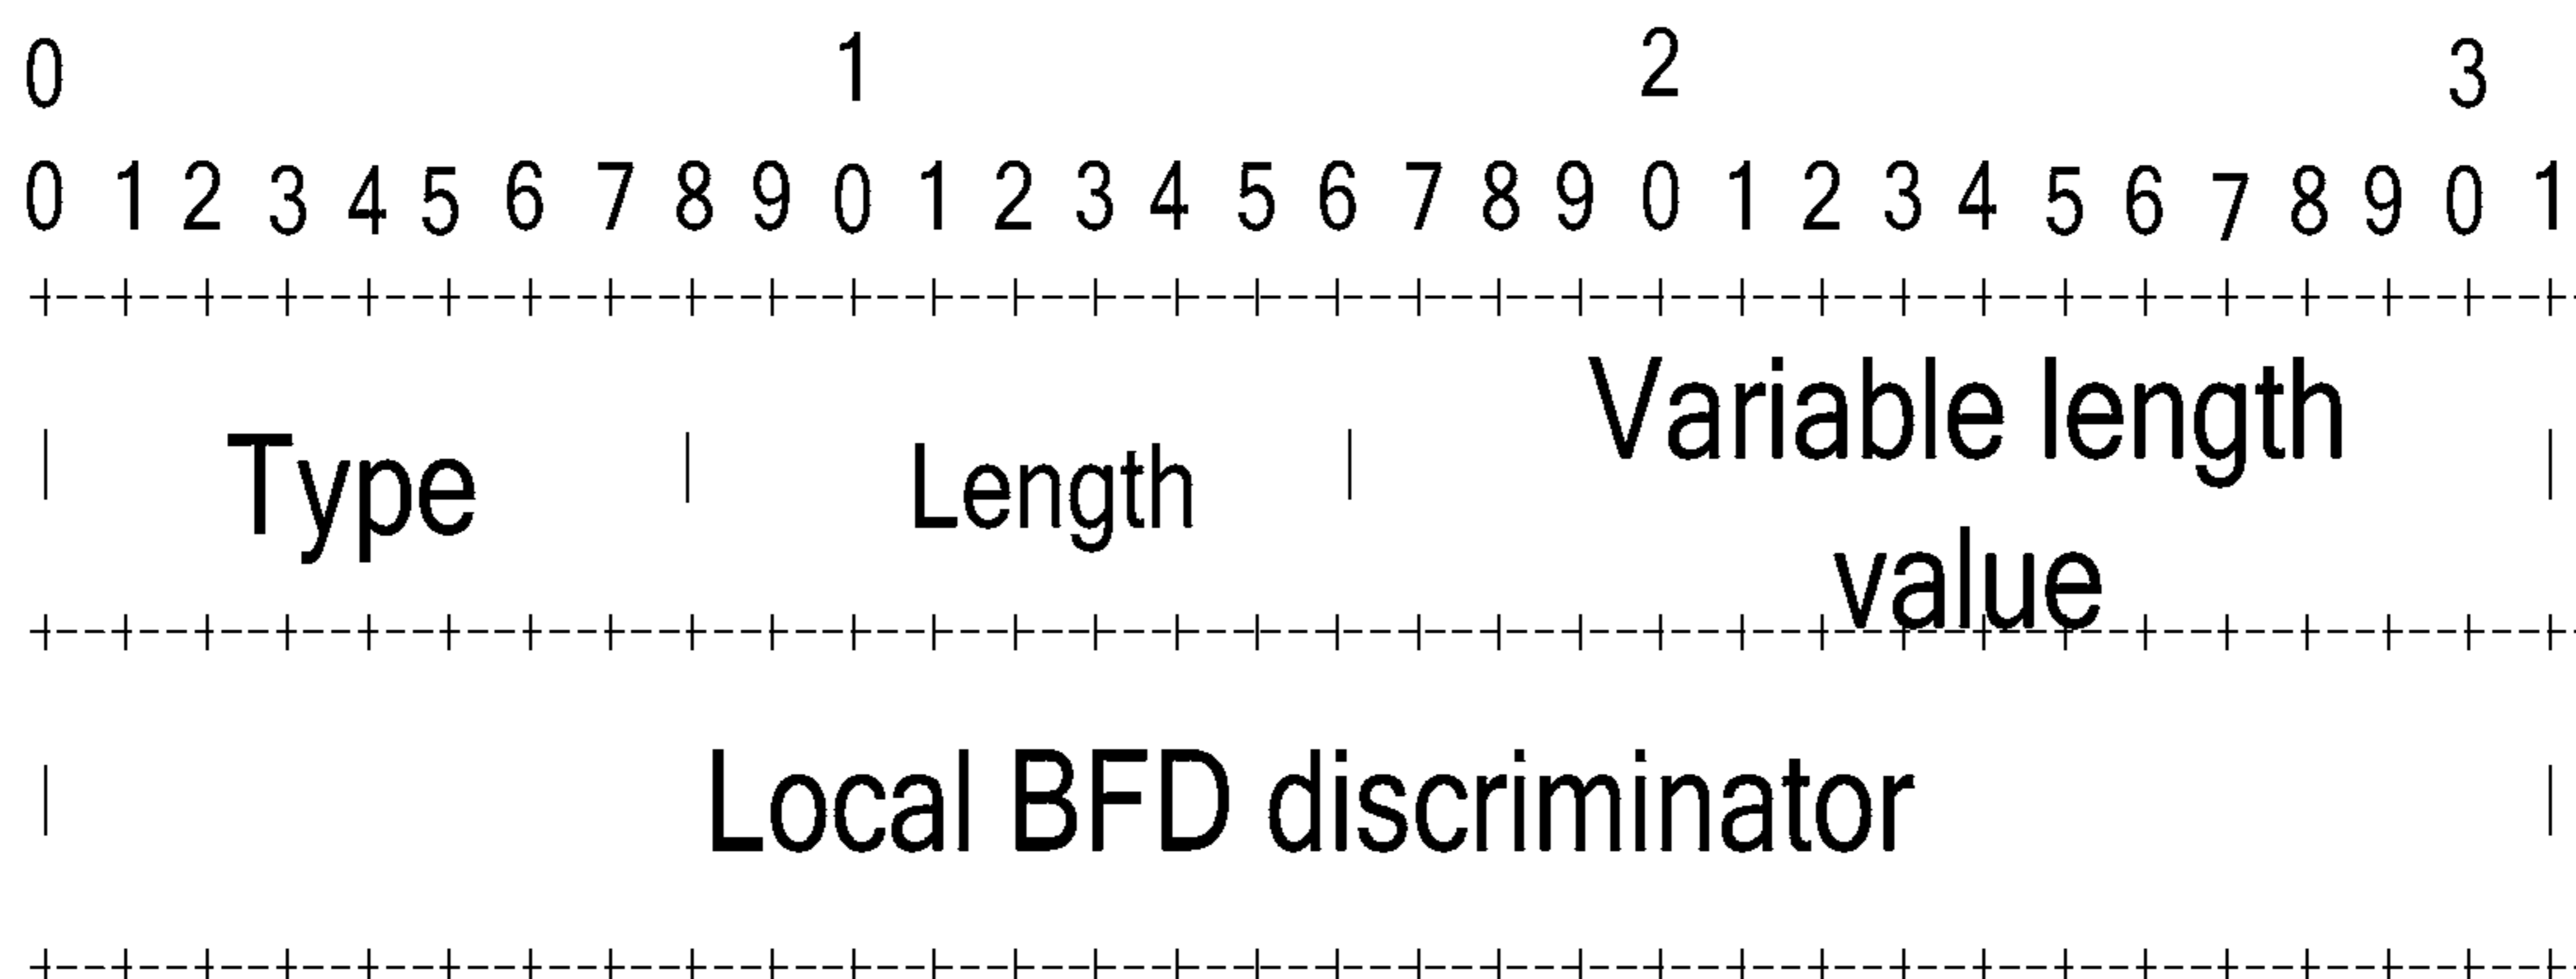 0 1 2 3
0 1 2 3 4 5 6 7 8 9 0 1 2 3 4 5 6 7 8 9 0 1 2 3 4 5 6 7 8 9 0 1
Type Length Variable length
value
Local BFD discriminator